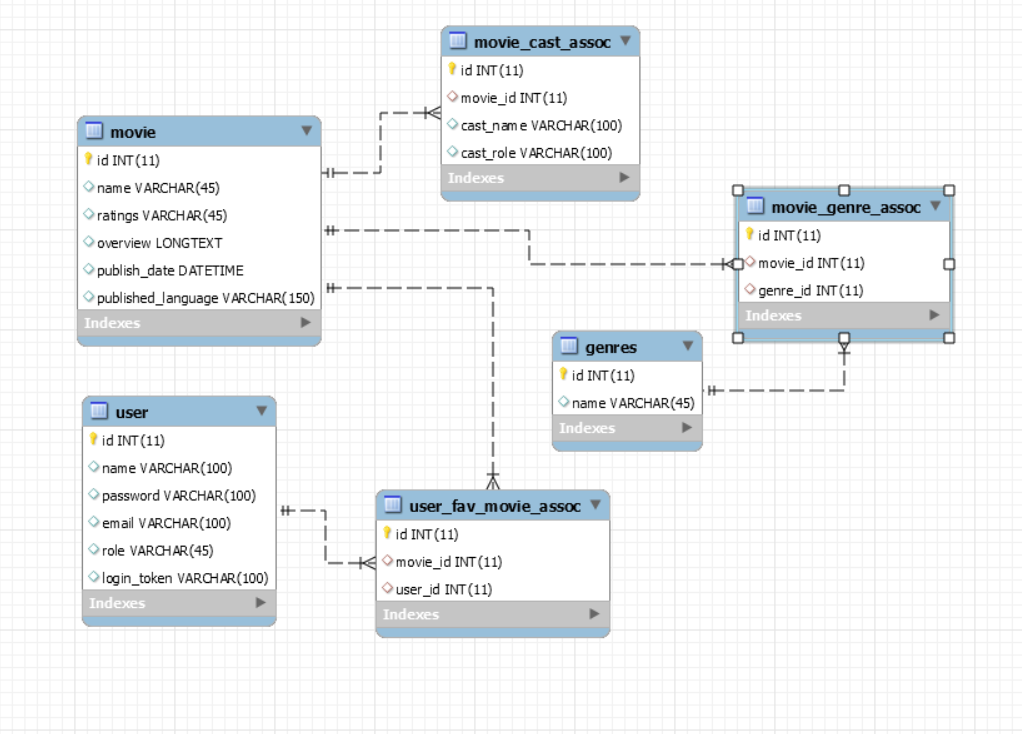 movie_cast_assoc
id INT(11)
movie_id INT(11)
cast_name VARCHAR(100)
cast_role VARCHAR(100)
Indexes
movie
id INT(11)
name VARCHAR(45)
ratings VARCHAR(45)
overview LONGTEXT
publish_date DATETIME
published_language VARCHAR(150)
Indexes
movie_genre_assoc
id INT(11)
movie_id INT(11)
genre_id INT(11)
Indexes
genres
id INT(11)
name VARCHAR(45)
Indexes
user
id INT(11)
name VARCHAR(100)
password VARCHAR(100)
email VARCHAR(100)
role VARCHAR(45)
login_token VARCHAR(100)
Indexes
user_fav_movie_assoc
id INT(11)
movie_id INT(11)
user_id INT(11)
Indexes